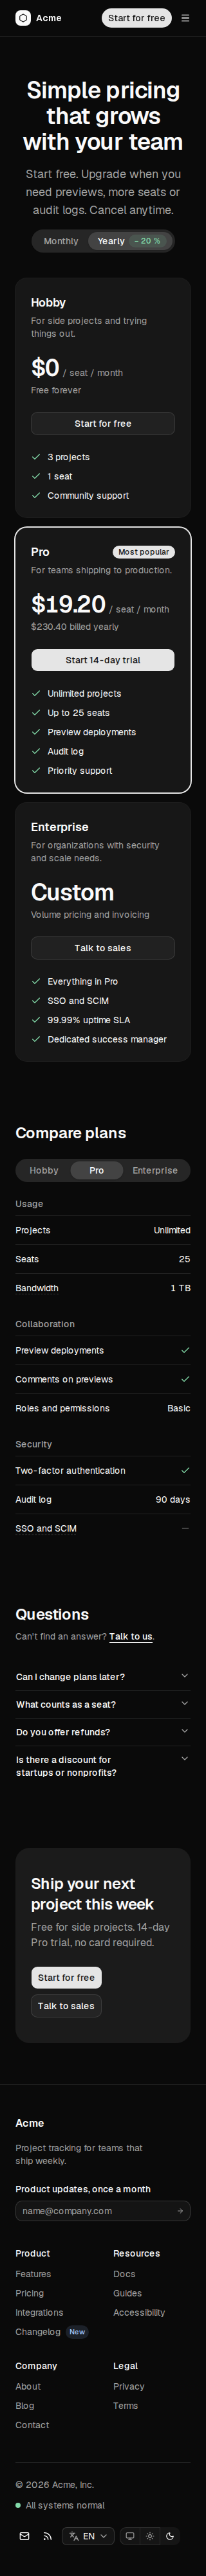 Acme
Start for free
Simple pricing
that grows
with your team
Start free. Upgrade when you
need previews, more seats or
audit logs. Cancel anytime.
Monthly
Yearly
− 20 %
Hobby
For side projects and trying
things out.
$0 / seat / month
Free forever
Start for free
3 projects
1 seat
Community support
Pro
Most popular
For teams shipping to production.
$19.20 / seat / month
$230.40 billed yearly
Start 14-day trial
Unlimited projects
Up to 25 seats
Preview deployments
Audit log
Priority support
Enterprise
For organizations with security
and scale needs.
Custom
Volume pricing and invoicing
Talk to sales
Everything in Pro
SSO and SCIM
99.99% uptime SLA
Dedicated success manager
Compare plans
Hobby
Pro
Enterprise
Usage
Projects Unlimited
Seats 25
Bandwidth 1 TB
Collaboration
Preview deployments
Comments on previews
Roles and permissions Basic
Security
Two-factor authentication
Audit log 90 days
SSO and SCIM —
Questions
Can't find an answer? Talk to us.
Can I change plans later?
What counts as a seat?
Do you offer refunds?
Is there a discount for
startups or nonprofits?
Ship your next
project this week
Free for side projects. 14-day
Pro trial, no card required.
Start for free
Talk to sales
Acme
Project tracking for teams that
ship weekly.
Product updates, once a month
name@company.com
Product
Features
Pricing
Integrations
Changelog New
Resources
Docs
Guides
Accessibility
Company
About
Blog
Contact
Legal
Privacy
Terms
© 2026 Acme, Inc.
All systems normal
EN